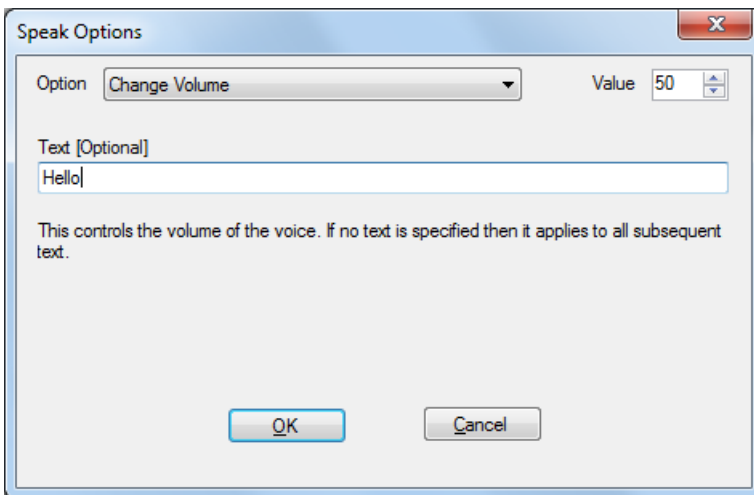 Speak Options
Option Change Volume Value 50
Text [Optional]
Hello
This controls the volume of the voice. If no text is specified then it applies to all subsequent
text.
OK Cancel